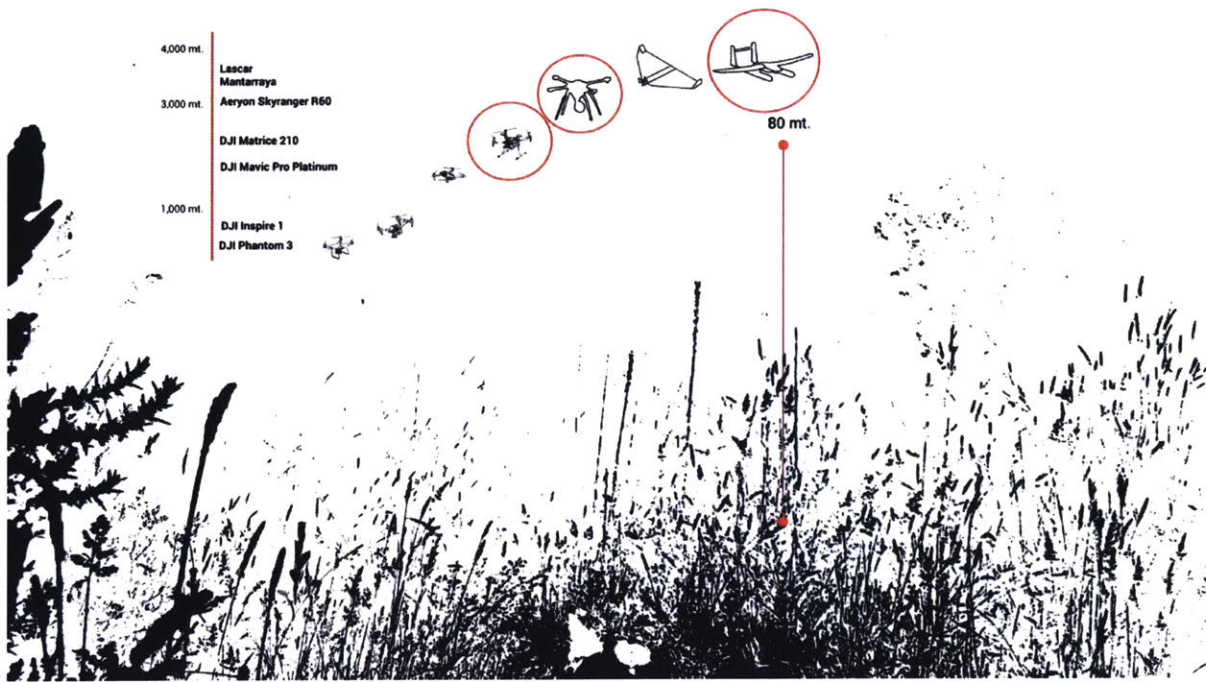 4,000 mt.
Lascar
Mantarraya
3,000 mt.
Aeryon Skyranger R60
DJI Matrice 210
DJI Mavic Pro Platinum
1,000 mt.
DJI Inspire 1
DJI Phantom 3
80 mt.